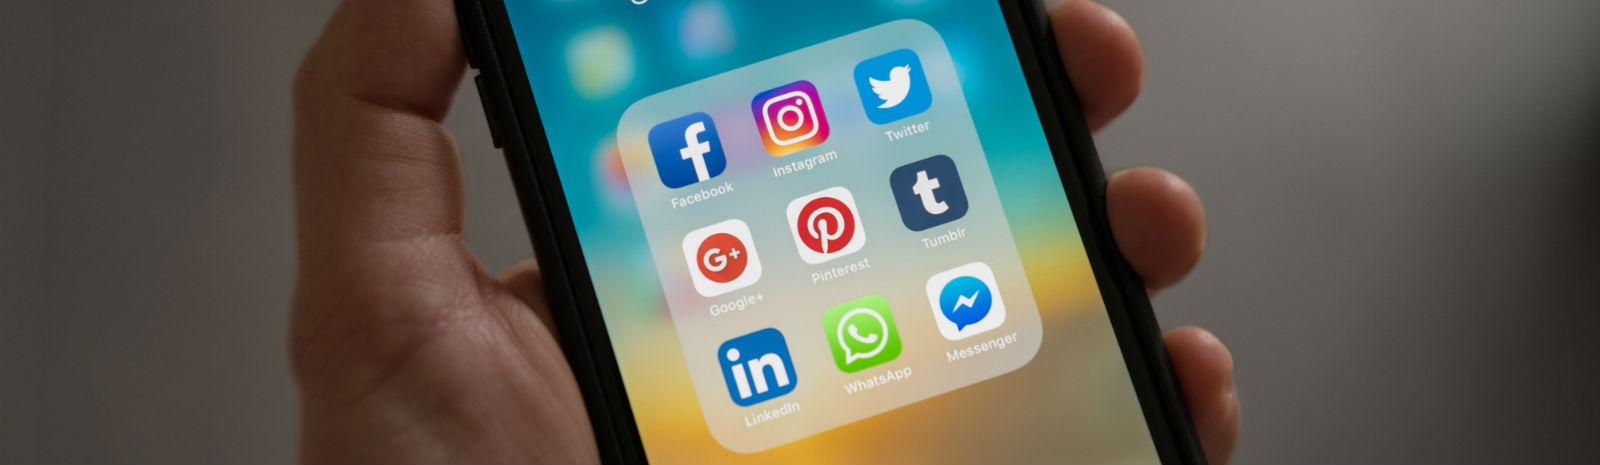 Facebook
Instagram
Twitter
Google+
Pinterest
Tumblr
LinkedIn
WhatsApp
Messenger